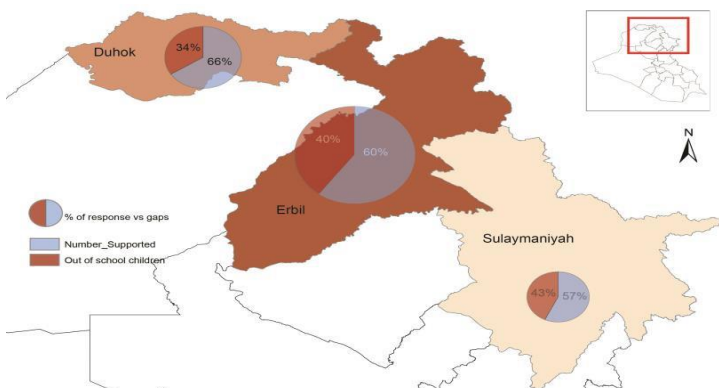 Duhok
34%
66%
N
40%
60%
Erbil
% of response vs gaps
Number_Supported
Out of school children
Sulaymaniyah
43%
57%